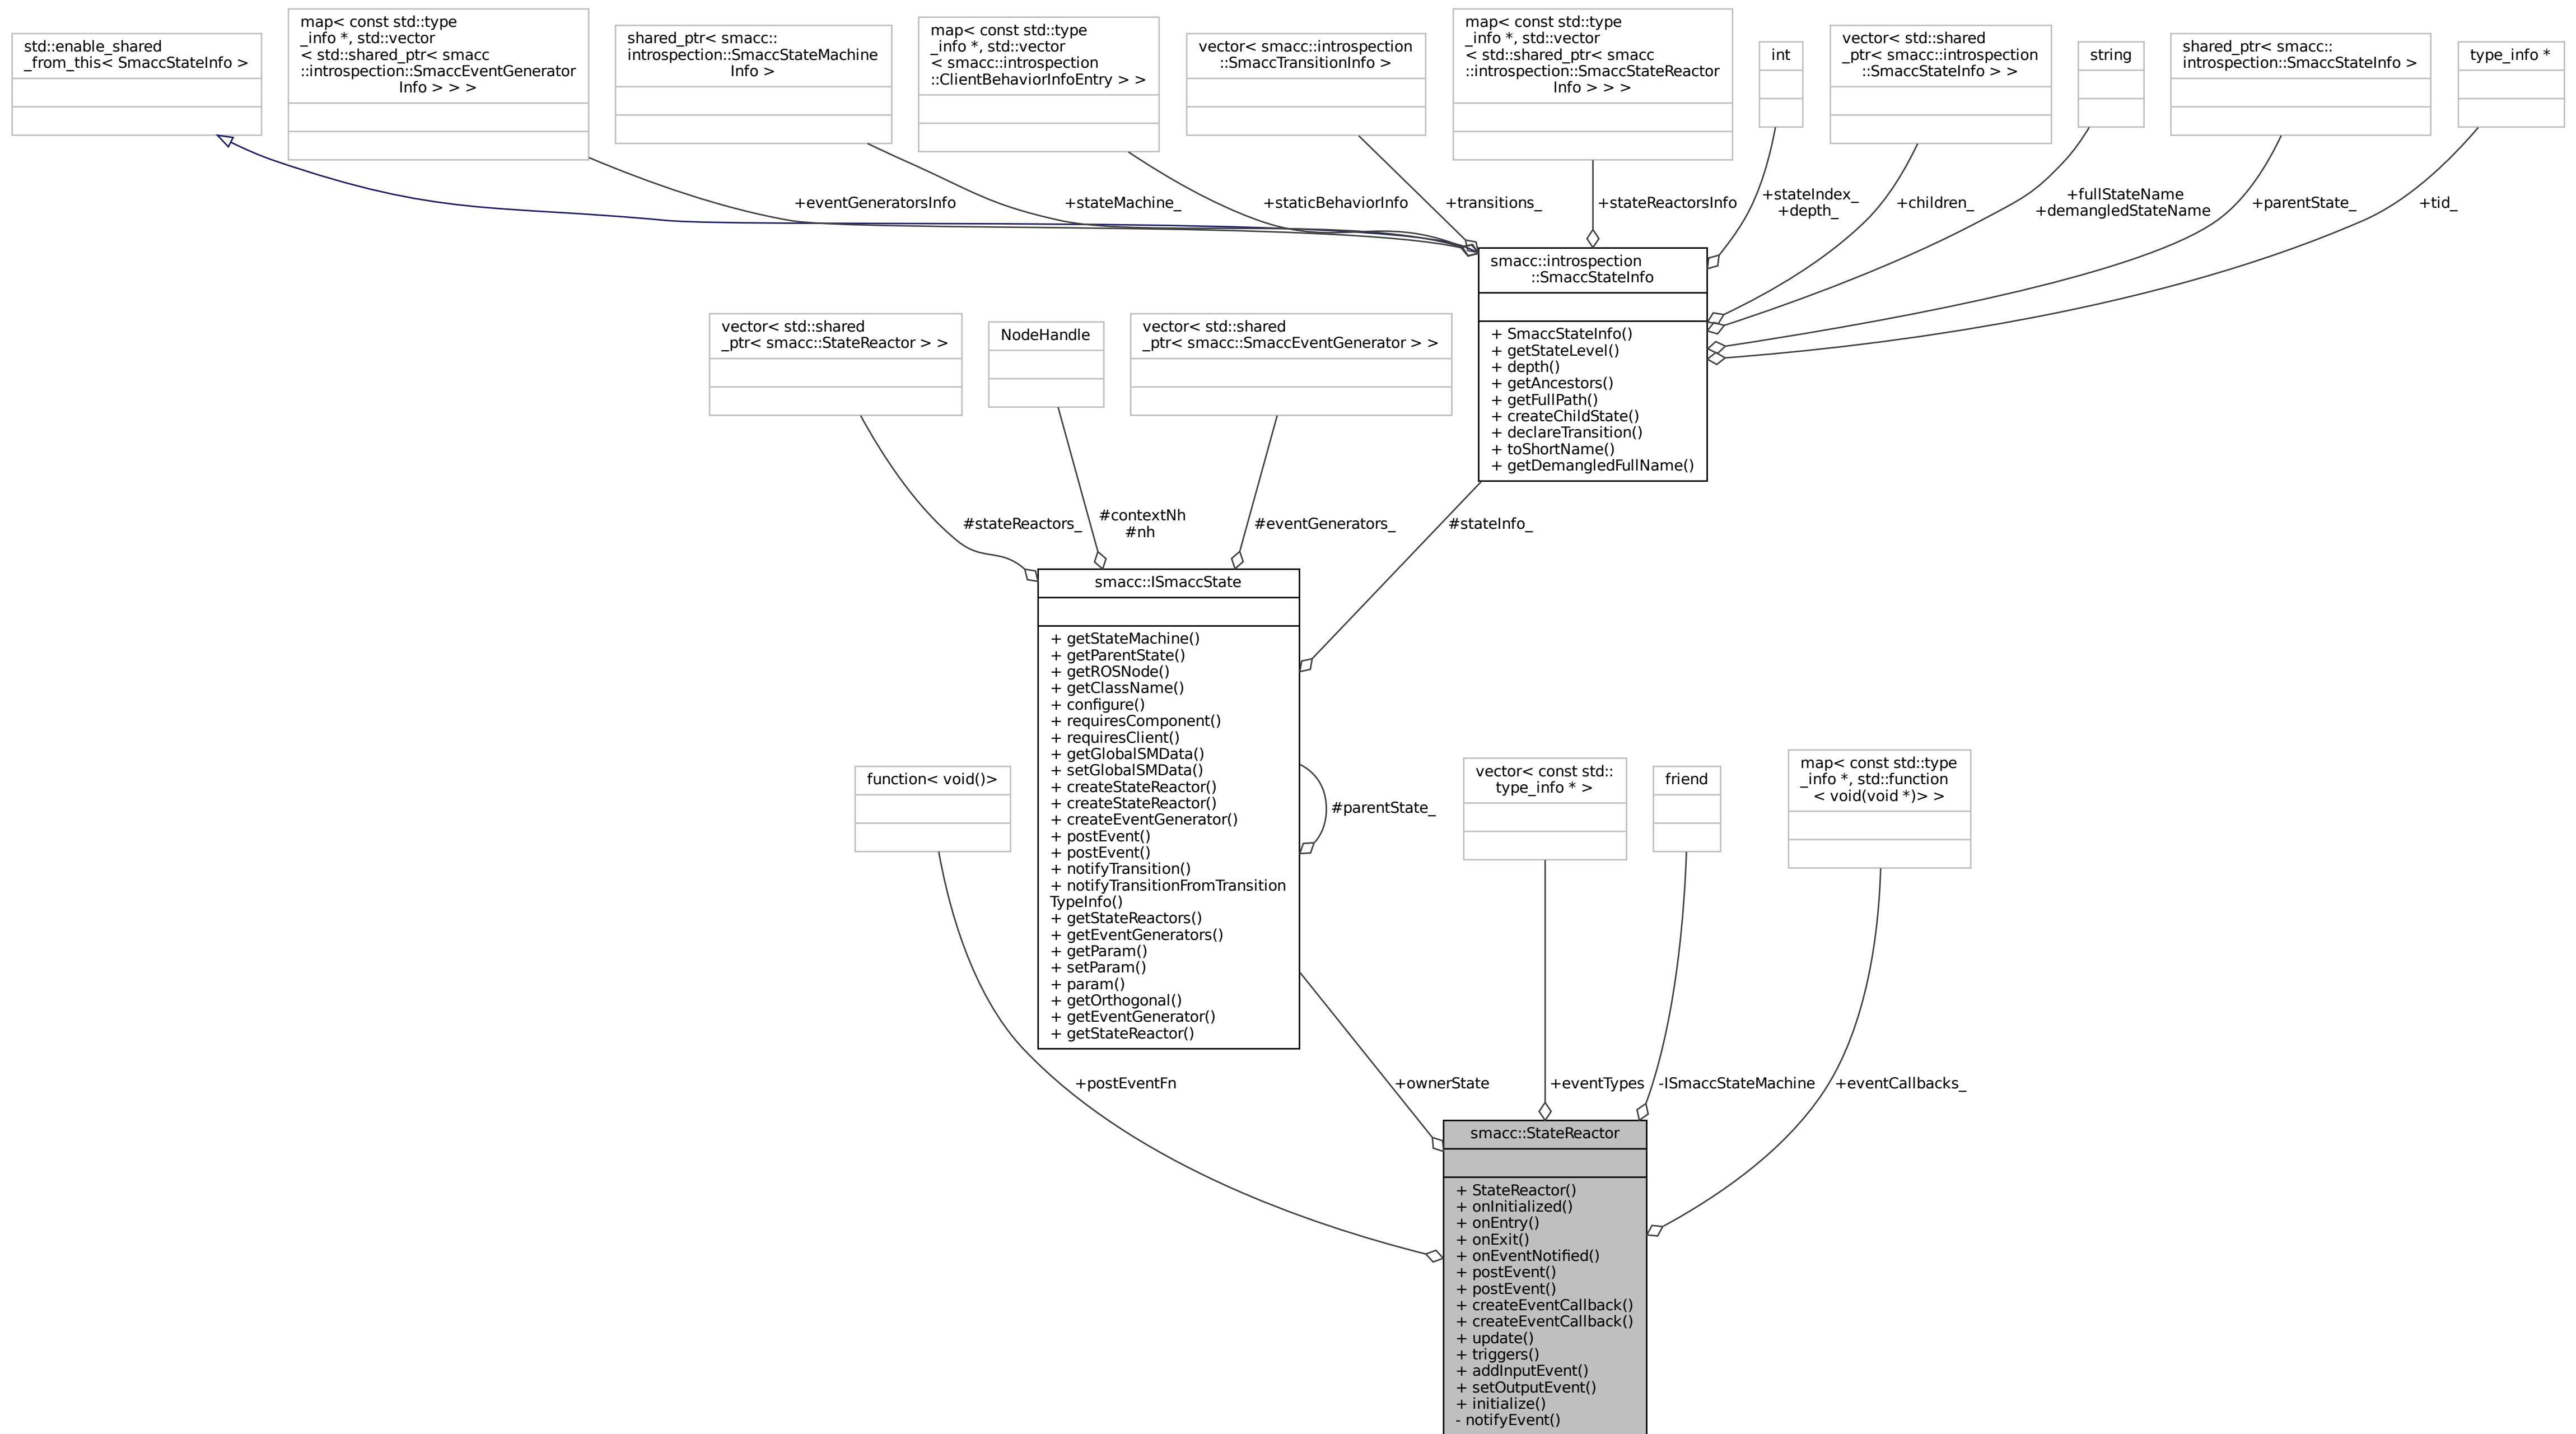 std::enable_shared
_from_this< SmaccStateInfo >
map< const std::type
_info *, std::vector
< std::shared_ptr< smacc
::introspection::SmaccEventGenerator
Info > > >
shared_ptr< smacc::
introspection::SmaccStateMachine
Info >
map< const std::type
_info *, std::vector
< smacc::introspection
::ClientBehaviorInfoEntry > >
vector< smacc::introspection
::SmaccTransitionInfo >
map< const std::type
_info *, std::vector
< std::shared_ptr< smacc
::introspection::SmaccStateReactor
Info > > >
int
vector< std::shared
_ptr< smacc::introspection
::SmaccStateInfo > >
string
shared_ptr< smacc::
introspection::SmaccStateInfo >
type_info *
+eventGeneratorsInfo
+stateMachine_
+staticBehaviorInfo
+transitions_
+stateReactorsInfo
+stateIndex_
+depth_
+children_
+fullStateName
+demangledStateName
+parentState_
+tid_
smacc::introspection
::SmaccStateInfo
+ SmaccStateInfo()
+ getStateLevel()
+ depth()
+ getAncestors()
+ getFullPath()
+ createChildState()
+ declareTransition()
+ toShortName()
+ getDemangledFullName()
vector< std::shared
_ptr< smacc::StateReactor > >
NodeHandle
vector< std::shared
_ptr< smacc::SmaccEventGenerator > >
#stateReactors_
#contextNh
#nh
#eventGenerators_
#stateInfo_
smacc::ISmaccState
+ getStateMachine()
+ getParentState()
+ getROSNode()
+ getClassName()
+ configure()
+ requiresComponent()
+ requiresClient()
+ getGlobalSMData()
+ setGlobalSMData()
+ createStateReactor()
+ createStateReactor()
+ createEventGenerator()
+ postEvent()
+ postEvent()
+ notifyTransition()
+ notifyTransitionFromTransition
TypeInfo()
+ getStateReactors()
+ getEventGenerators()
+ getParam()
+ setParam()
+ param()
+ getOrthogonal()
+ getEventGenerator()
+ getStateReactor()
#parentState_
function< void()>
vector< const std::
type_info * >
friend
map< const std::type
_info *, std::function
< void(void *)> >
+postEventFn
+ownerState
+eventTypes
-ISmaccStateMachine
+eventCallbacks_
smacc::StateReactor
+ StateReactor()
+ onInitialized()
+ onEntry()
+ onExit()
+ onEventNotified()
+ postEvent()
+ postEvent()
+ createEventCallback()
+ createEventCallback()
+ update()
+ triggers()
+ addInputEvent()
+ setOutputEvent()
+ initialize()
- notifyEvent()